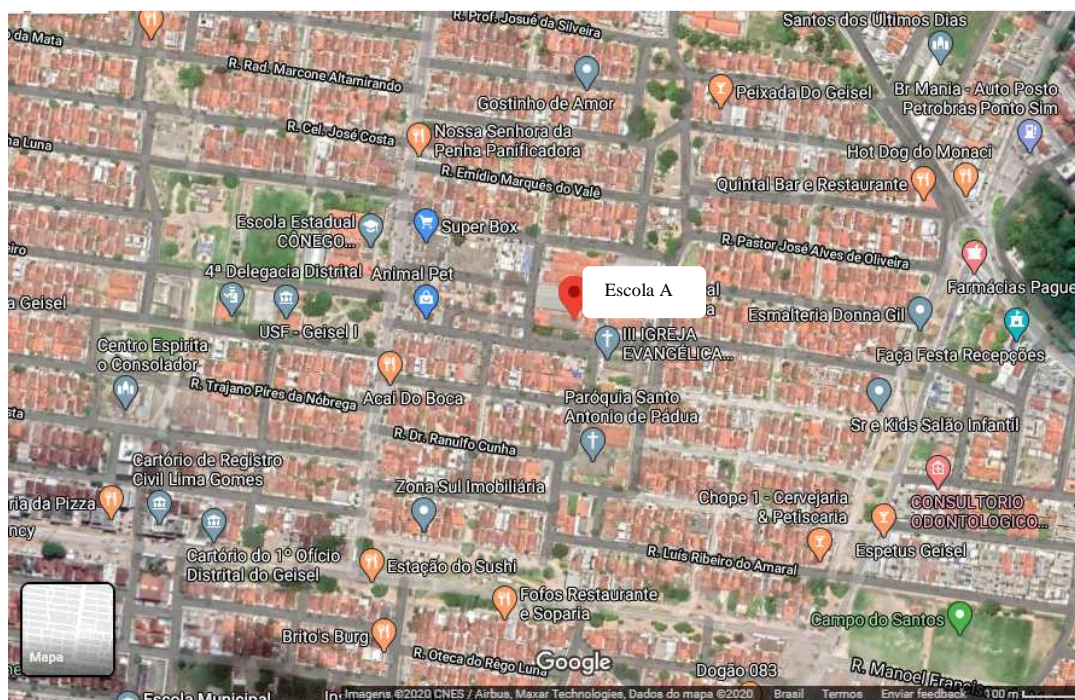 R. Prof. Josué da Silveira
Santos dos Últimos Dias
da Mata
R. Rad. Marcone Altamirando
Gostinho de Amor
Peixada Do Geisel
Br Mania - Auto Posto
Petrobras Ponto Sim
R. Cel. José Costa
Nossa Senhora da
Penha Panificadora
Luna
Hot Dog do Monaci
R. Emídio Marquês do Vale
Quintal Bar e Restaurante
Escola Estadual
CÔNEGO...
Super Box
R. Pastor José Alves de Oliveira
4ª Delegacia Distrital
Animal Pet
Escola A
Farmácias Pague
Geisel
USF - Geisel I
Esmalteria Donna Gil
III IGREJA
EVANGÉLICA...
Centro Espirita
o Consolador
Faça Festa Recepções
R. Trajano Pires da Nóbrega
Acai Do Boca
Paróquia Santo
Antonio de Pádua
Sr e Kids Salão Infantil
R. Dr. Ranulfo Cunha
Cartório de Registro
Civil Lima Gomes
Zona Sul Imobiliária
da Pizza
Chope 1 - Cervejaria
& Petiscaria
CONSULTORIO
ODONTOLOGICO...
Cartório do 1º Ofício
Distrital do Geisel
Estação do Sushi
R. Luís Ribeiro do Amaral
Espetus Geisel
Fofos Restaurante
e Soparia
Campo do Santos
Brito's Burg
Mapa
R. Oteca do Rêgo Luna
Google
Dogão 083
R. Manoel Francis
Escola Municipal
Imagens ©2020 CNES / Airbus, Maxar Technologies, Dados do mapa ©2020 Brasil Termos Enviar feedback